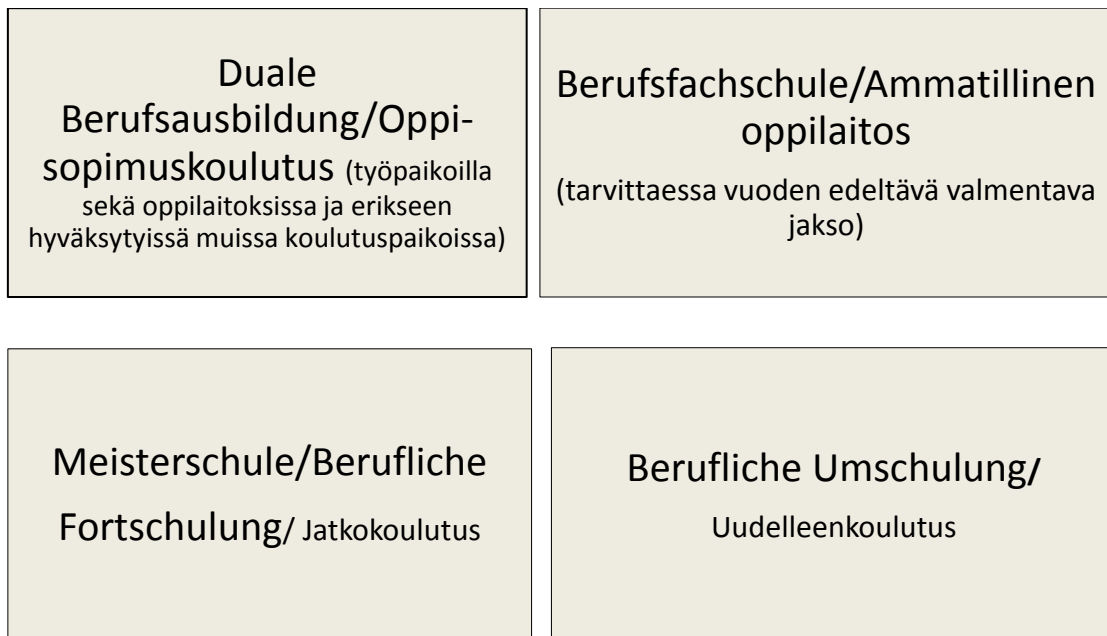 Duale
Berufsausbildung/Oppi-
sopimuskoulutus (työpaikoilla
sekä oppilaitoksissa ja erikseen
hyväksytyissä muissa koulutuspaikoissa)
Berufsfachschule/Ammatillinen
oppilaitos
(tarvittaessa vuoden edeltävä valmentava
jakso)
Meisterschule/Berufliche
Fortschulung/ Jatkokoulutus
Berufliche Umschulung/
Uudelleenkoulutus